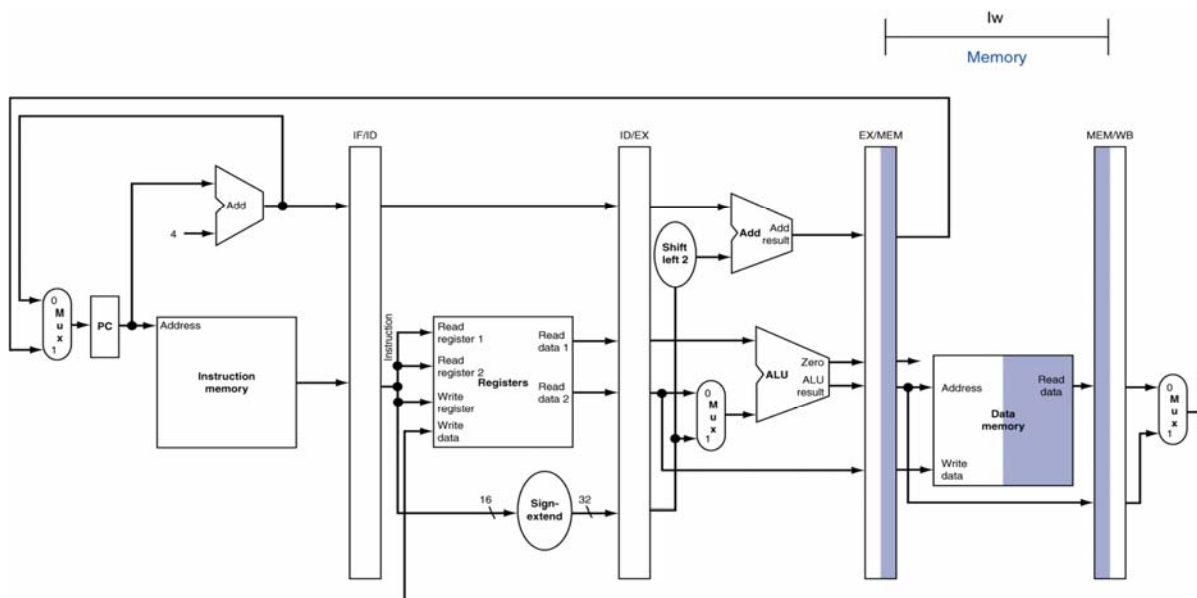 lw
Memory
IF/ID
ID/EX
EX/MEM
MEM/WB
Add
4
Add
Add
result
Shift
left 2
0
M
u
x
1
PC
Address
Instruction
memory
Instruction
Read
register 1
Read
register 2
Registers
Write
register
Write
data
Read
data 1
Read
data 2
16
Sign-
extend
32
0
M
u
x
1
ALU
Zero
ALU
result
Address
Read
data
Data
memory
Write
data
0
M
u
x
1